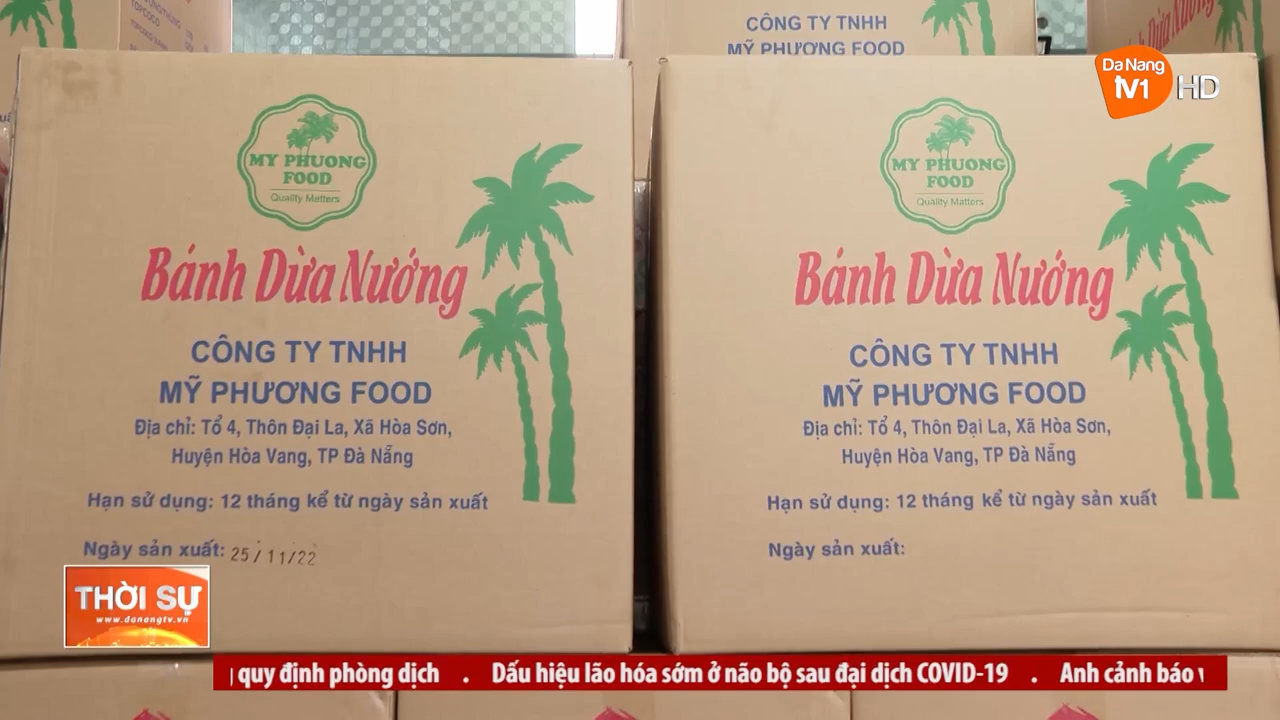 TOPCOCO
CÔNG TY TNHH
MỸ PHƯƠNG FOOD
Da Nang
TV1 HD
MY PHUONG
FOOD
Quality Matters
Bánh Dừa Nướng
CÔNG TY TNHH
MỸ PHƯƠNG FOOD
Địa chỉ: Tổ 4, Thôn Đại La, Xã Hòa Sơn,
Huyện Hòa Vang, TP Đà Nẵng
Hạn sử dụng: 12 tháng kể từ ngày sản xuất
Ngày sản xuất: 25/11/22
MY PHUONG
FOOD
Quality Matters
Bánh Dừa Nướng
CÔNG TY TNHH
MỸ PHƯƠNG FOOD
Địa chỉ: Tổ 4, Thôn Đại La, Xã Hòa Sơn,
Huyện Hòa Vang, TP Đà Nẵng
Hạn sử dụng: 12 tháng kể từ ngày sản xuất
Ngày sản xuất:
THỜI SỰ
www.danangtv.vn
quy định phòng dịch . Dấu hiệu lão hóa sớm ở não bộ sau đại dịch COVID-19 . Anh cảnh báo